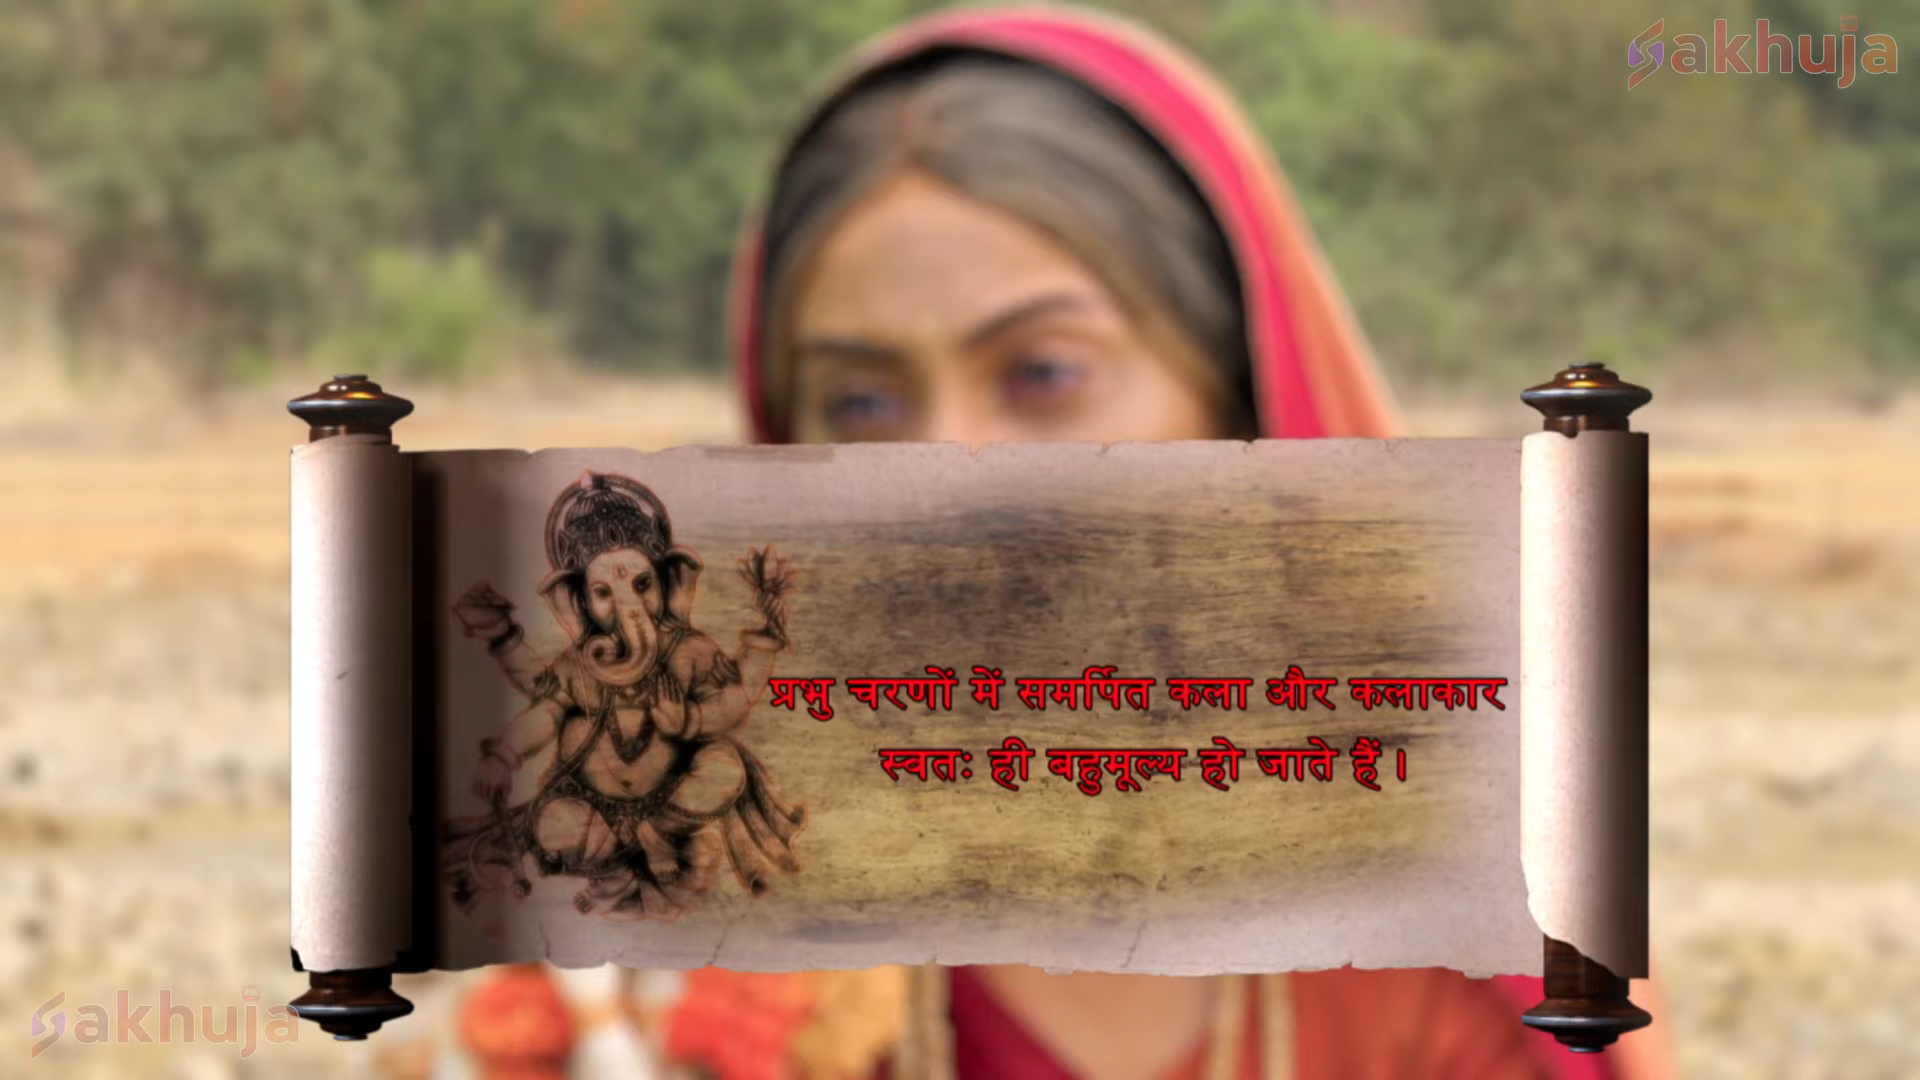 Sakhuja
प्रभु चरणों में समर्पित कला और कलाकार
स्वतः ही बहुमूल्य हो जाते हैं।
Sakhuja